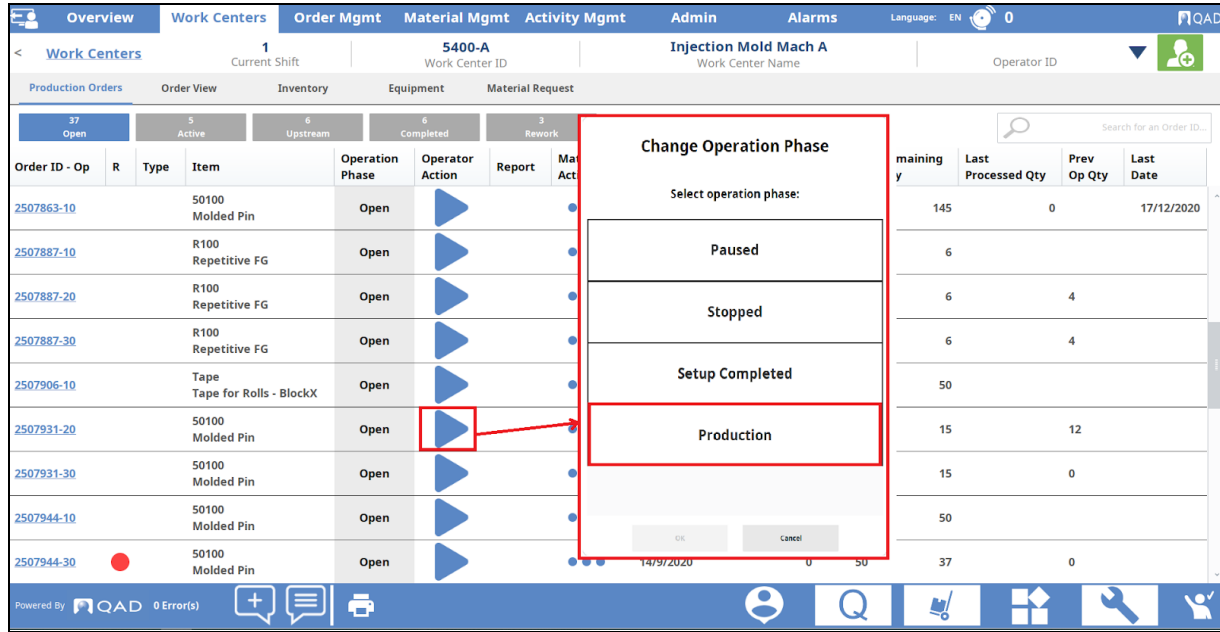 Overview Work Centers Order Mgmt Material Mgmt Activity Mgmt Admin Alarms Language: EN 0 QAD
< Work Centers 1 5400-A Injection Mold Mach A
Current Shift Work Center ID Work Center Name Operator ID
Production Orders Order View Inventory Equipment Material Request
37 5 6 6 3
Open Active Upstream Completed Rework Search for an Order ID...
Order ID - Op R Type Item Operation Phase Operator Action Report Mat Acti maining y Last Processed Qty Prev Op Qty Last Date
2507863-10 50100 Open 145 0 17/12/2020
Molded Pin
2507887-10 R100 Open 6
Repetitive FG
2507887-20 R100 Open 6 4
Repetitive FG
2507887-30 R100 Open 6 4
Repetitive FG
2507906-10 Tape Open 50
Tape for Rolls - BlockX
2507931-20 50100 Open 15 12
Molded Pin
2507931-30 50100 Open 15 0
Molded Pin
2507944-10 50100 Open 50
Molded Pin
2507944-30 50100 Open 14/9/2020 0 50 37 0
Molded Pin
Change Operation Phase
Select operation phase:
Paused
Stopped
Setup Completed
Production
OK Cancel
Powered By QAD 0 Error(s) Q